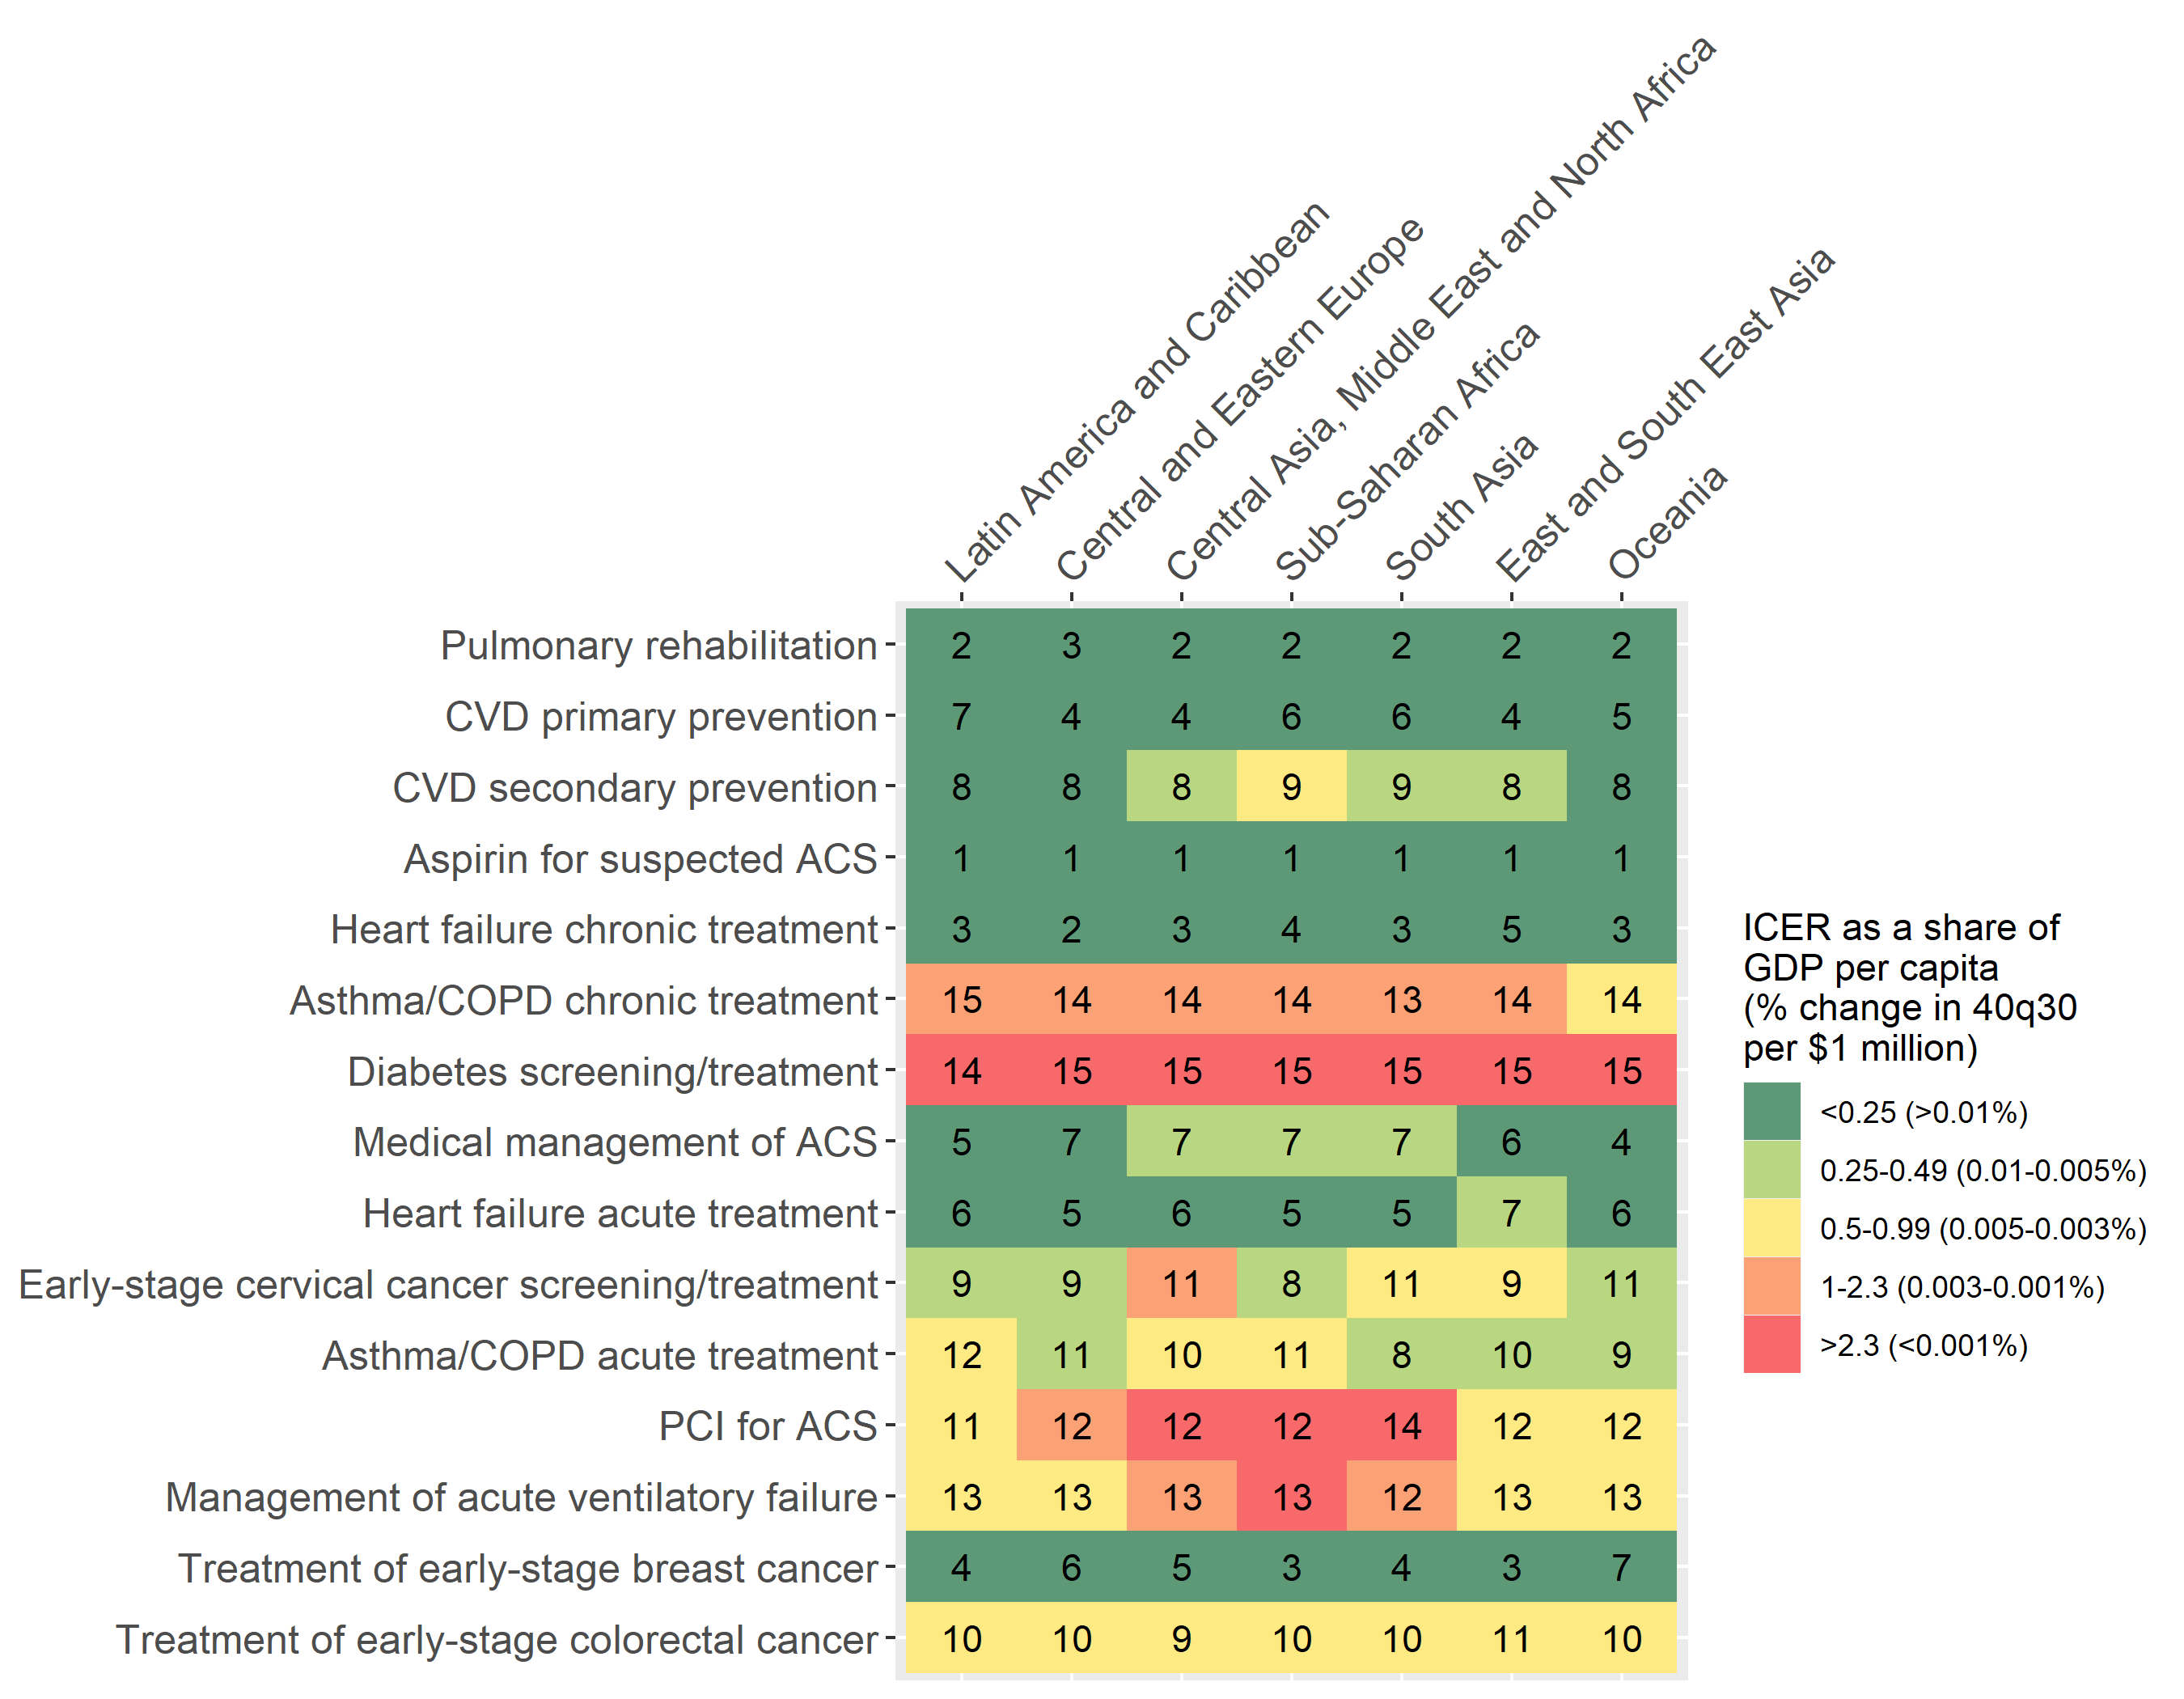 Latin America and Caribbean
Central and Eastern Europe
Central Asia, Middle East and North Africa
Sub-Saharan Africa
South Asia
East and South East Asia
Oceania
Pulmonary rehabilitation 2 3 2 2 2 2 2
CVD primary prevention 7 4 4 6 6 4 5
CVD secondary prevention 8 8 8 9 9 8 8
Aspirin for suspected ACS 1 1 1 1 1 1 1
Heart failure chronic treatment 3 2 3 4 3 5 3
Asthma/COPD chronic treatment 15 14 14 14 13 14 14
Diabetes screening/treatment 14 15 15 15 15 15 15
Medical management of ACS 5 7 7 7 7 6 4
Heart failure acute treatment 6 5 6 5 5 7 6
Early-stage cervical cancer screening/treatment 9 9 11 8 11 9 11
Asthma/COPD acute treatment 12 11 10 11 8 10 9
PCI for ACS 11 12 12 12 14 12 12
Management of acute ventilatory failure 13 13 13 13 12 13 13
Treatment of early-stage breast cancer 4 6 5 3 4 3 7
Treatment of early-stage colorectal cancer 10 10 9 10 10 11 10
ICER as a share of
GDP per capita
(% change in 40q30
per $1 million)
<0.25 (>0.01%)
0.25-0.49 (0.01-0.005%)
0.5-0.99 (0.005-0.003%)
1-2.3 (0.003-0.001%)
>2.3 (<0.001%)